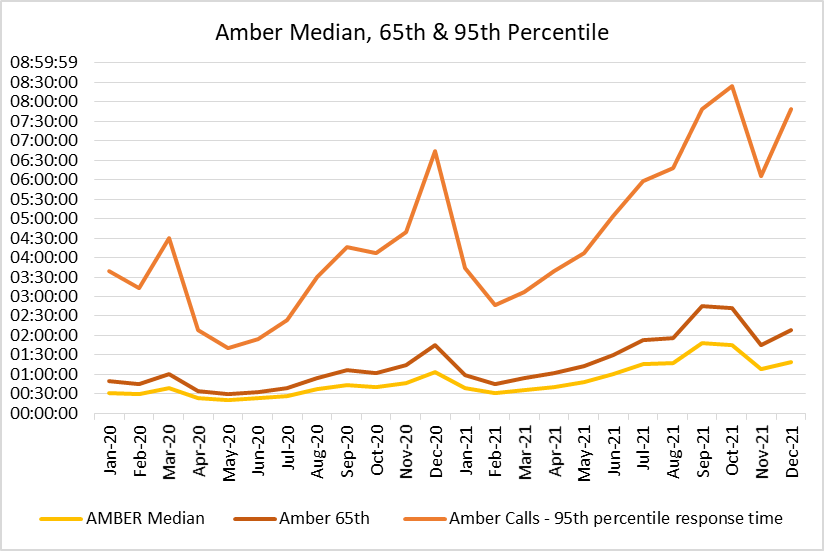 Amber Median, 65th & 95th Percentile
08:59:59
08:30:00
08:00:00
07:30:00
07:00:00
06:30:00
06:00:00
05:30:00
05:00:00
04:30:00
04:00:00
03:30:00
03:00:00
02:30:00
02:00:00
01:30:00
01:00:00
00:30:00
00:00:00
Jan-20
Feb-20
Mar-20
Apr-20
May-20
Jun-20
Jul-20
Aug-20
Sep-20
Oct-20
Nov-20
Dec-20
Jan-21
Feb-21
Mar-21
Apr-21
May-21
Jun-21
Jul-21
Aug-21
Sep-21
Oct-21
Nov-21
Dec-21
AMBER Median Amber 65th Amber Calls - 95th percentile response time